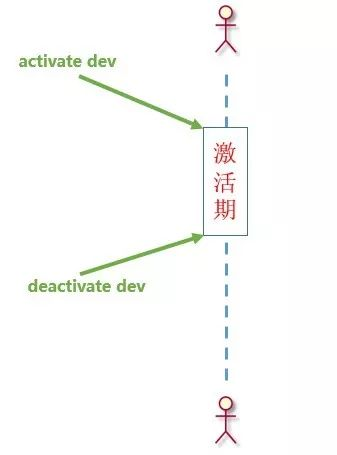 activate dev
激
活
期
deactivate dev